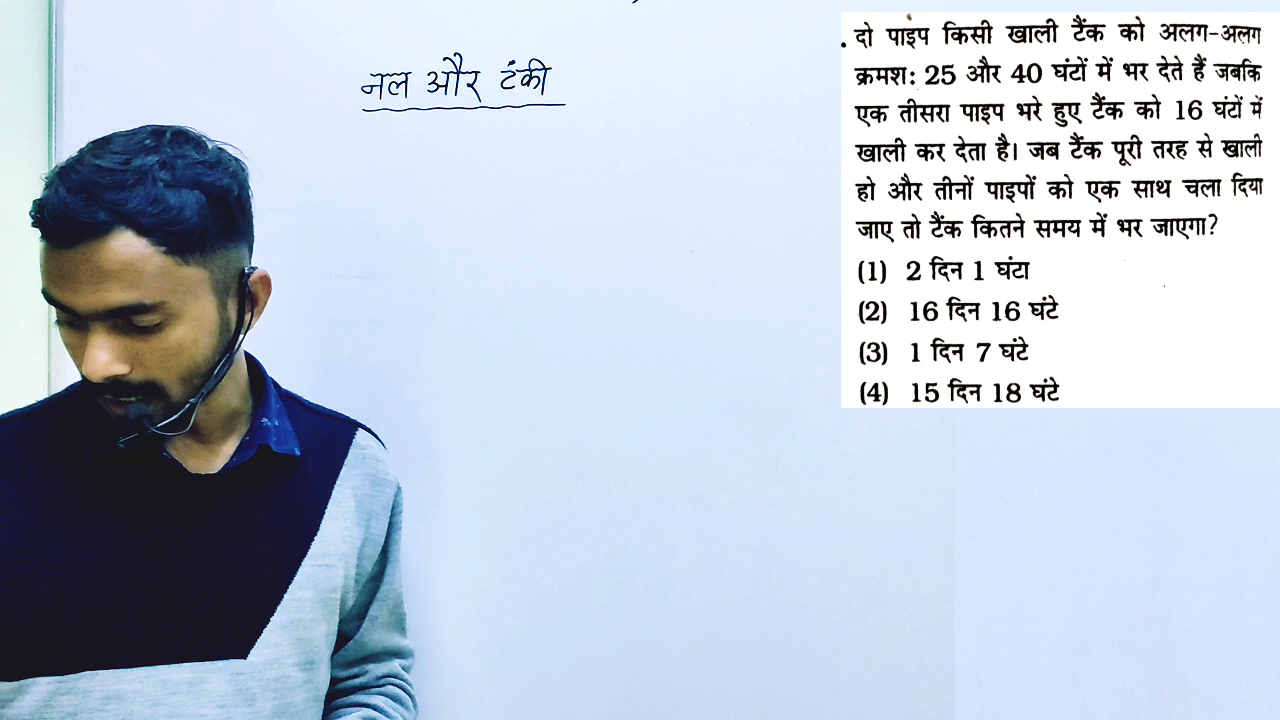 नल और टंकी
. दो पाइप किसी खाली टैंक को अलग-अलग
क्रमश: 25 और 40 घंटों में भर देते हैं जबकि
एक तीसरा पाइप भरे हुए टैंक को 16 घंटों में
खाली कर देता है। जब टैंक पूरी तरह से खाली
हो और तीनों पाइपों को एक साथ चला दिया
जाए तो टैंक कितने समय में भर जाएगा?
(1) 2 दिन 1 घंटा
(2) 16 दिन 16 घंटे
(3) 1 दिन 7 घंटे
(4) 15 दिन 18 घंटे